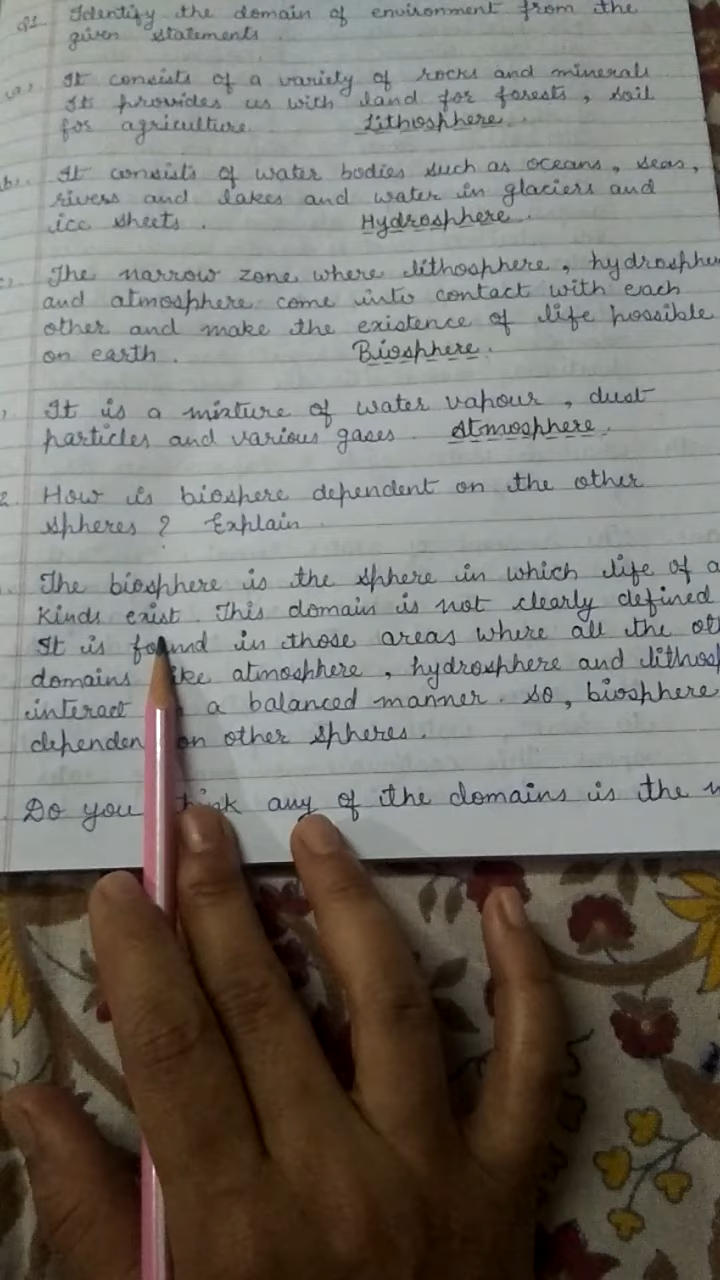 Q1. Identify the domain of environment from the
given statements.
(a). It consists of a variety of rocks and minerals
It provides us with land for forests, soil
for agriculture. Lithosphere.
b). It consists of water bodies such as oceans, seas,
rivers and lakes and water in glaciers and
ice sheets. Hydrosphere.
The narrow zone where lithosphere, hydrosphe
and atmosphere come into contact with each
other and make the existence of life possible
on earth. Biosphere.
It is a mixture of water vapour, dust
particles and various gases. Atmosphere.
2. How is biosphere dependent on the other
spheres? Explain
The biosphere is the sphere in which life of a
kinds exist. This domain is not clearly defined
It is found in those areas where all the ot
domains like atmosphere, hydrosphere and lithosp
interact a balanced manner. So, biosphere
dependen on other spheres.
Do you think any of the domains is the